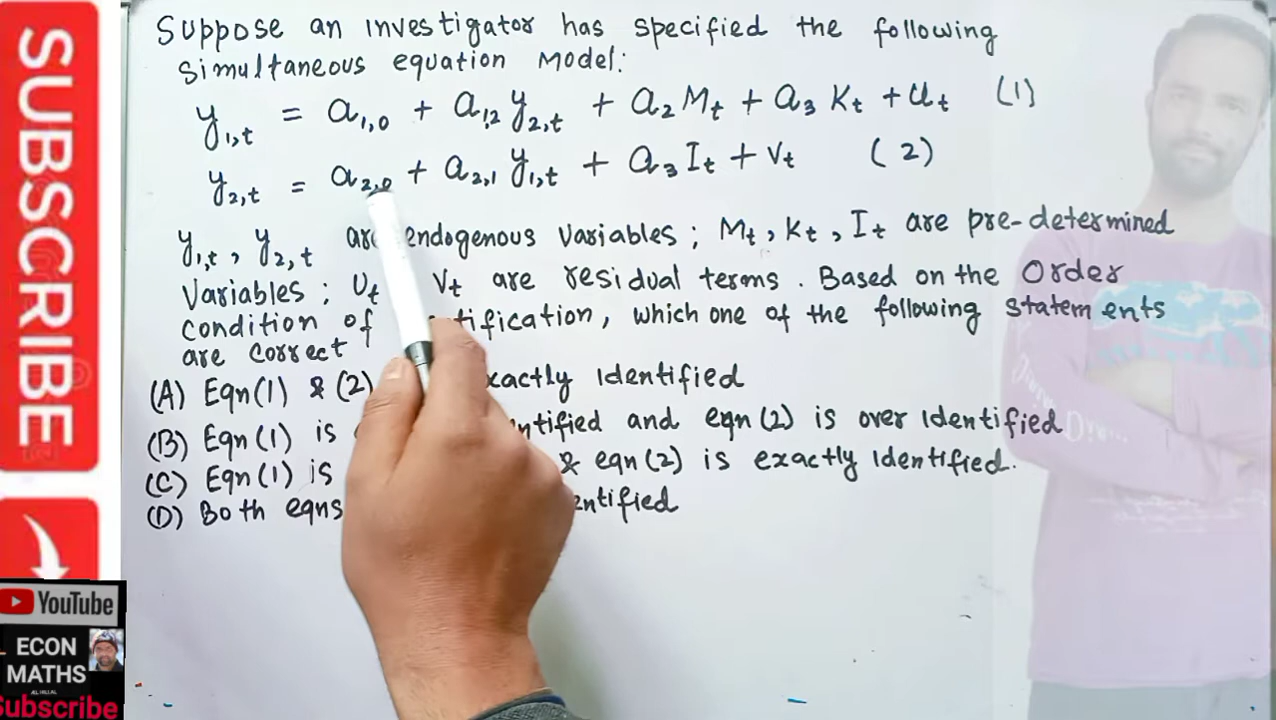 SUBSCRIBE
YouTube
ECON
MATHS
Subscribe
Suppose an investigator has specified the following
simultaneous equation Model:
y1,t = a1,0 + a1,2 y2,t + a2 Mt + a3 Kt + Ut (1)
y2,t = a2,0 + a2,1 y1,t + a3 It + Vt (2)
y1,t , y2,t are endogenous variables ; Mt , Kt , It are pre-determined
Variables ; Ut Vt are residual terms . Based on the Order
condition of tification, which one of the following statements
are correct
(A) Eqn(1) & (2) xactly identified
(B) Eqn(1) is ntified and eqn(2) is over identified
(C) Eqn(1) is & eqn(2) is exactly identified.
(D) Both eqns entified